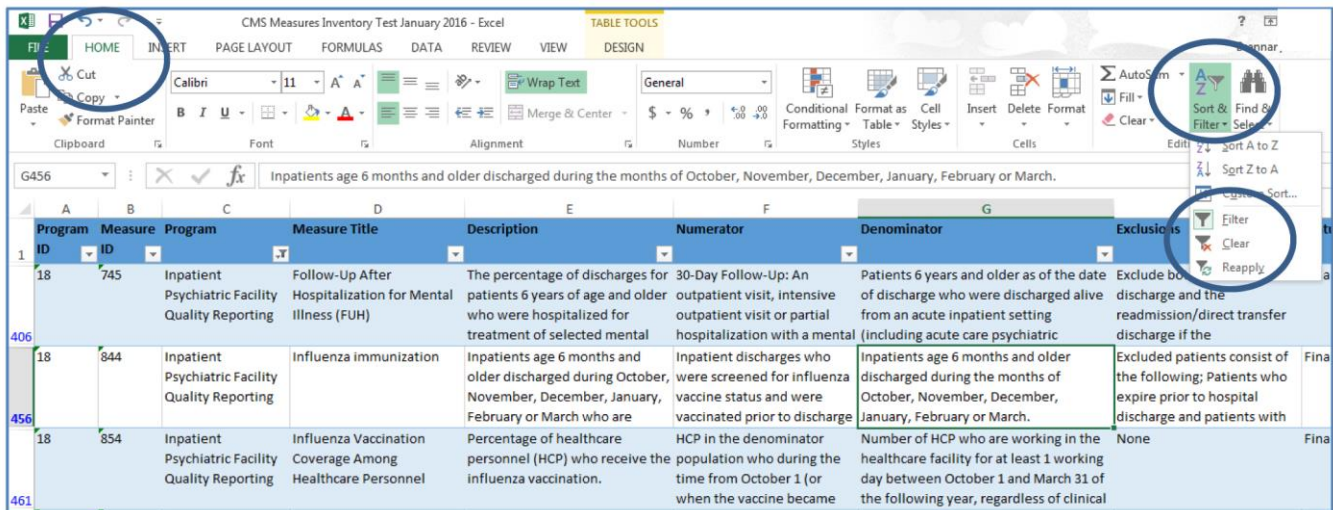 CMS Measures Inventory Test January 2016 - Excel
TABLE TOOLS
FILE HOME INSERT PAGE LAYOUT FORMULAS DATA REVIEW VIEW DESIGN
Cut
Copy
Format Painter
Paste
Calibri 11
Wrap Text
Merge & Center
General
$ % ,
B I U
Conditional Formatting
Format as Table
Cell Styles
Insert Delete Format
AutoSum
Fill
Clear
Sort & Filter
Find & Select
Clipboard Font Alignment Number Styles Cells
Sort A to Z
Sort Z to A
Custom Sort...
Filter
Clear
Reapply
G456 fx Inpatients age 6 months and older discharged during the months of October, November, December, January, February or March.
A B C D E F G
1
Program ID
Measure ID
Program
Measure Title
Description
Numerator
Denominator
Exclusions
406
18
745
Inpatient
Psychiatric Facility
Quality Reporting
Follow-Up After
Hospitalization for Mental
Illness (FUH)
The percentage of discharges for
patients 6 years of age and older
who were hospitalized for
treatment of selected mental
30-Day Follow-Up: An
outpatient visit, intensive
outpatient visit or partial
hospitalization with a mental
Patients 6 years and older as of the date
of discharge who were discharged alive
from an acute inpatient setting
(including acute care psychiatric
Exclude
discharge and the
readmission/direct transfer
discharge if the
456
18
844
Inpatient
Psychiatric Facility
Quality Reporting
Influenza immunization
Inpatients age 6 months and
older discharged during October,
November, December, January,
February or March who are
Inpatient discharges who
were screened for influenza
vaccine status and were
vaccinated prior to discharge
Inpatients age 6 months and older
discharged during the months of
October, November, December,
January, February or March.
Excluded patients consist of
the following; Patients who
expire prior to hospital
discharge and patients with
Fina
461
18
854
Inpatient
Psychiatric Facility
Quality Reporting
Influenza Vaccination
Coverage Among
Healthcare Personnel
Percentage of healthcare
personnel (HCP) who receive the
influenza vaccination.
HCP in the denominator
population who during the
time from October 1 (or
when the vaccine became
Number of HCP who are working in the
healthcare facility for at least 1 working
day between October 1 and March 31 of
the following year, regardless of clinical
None
Fina